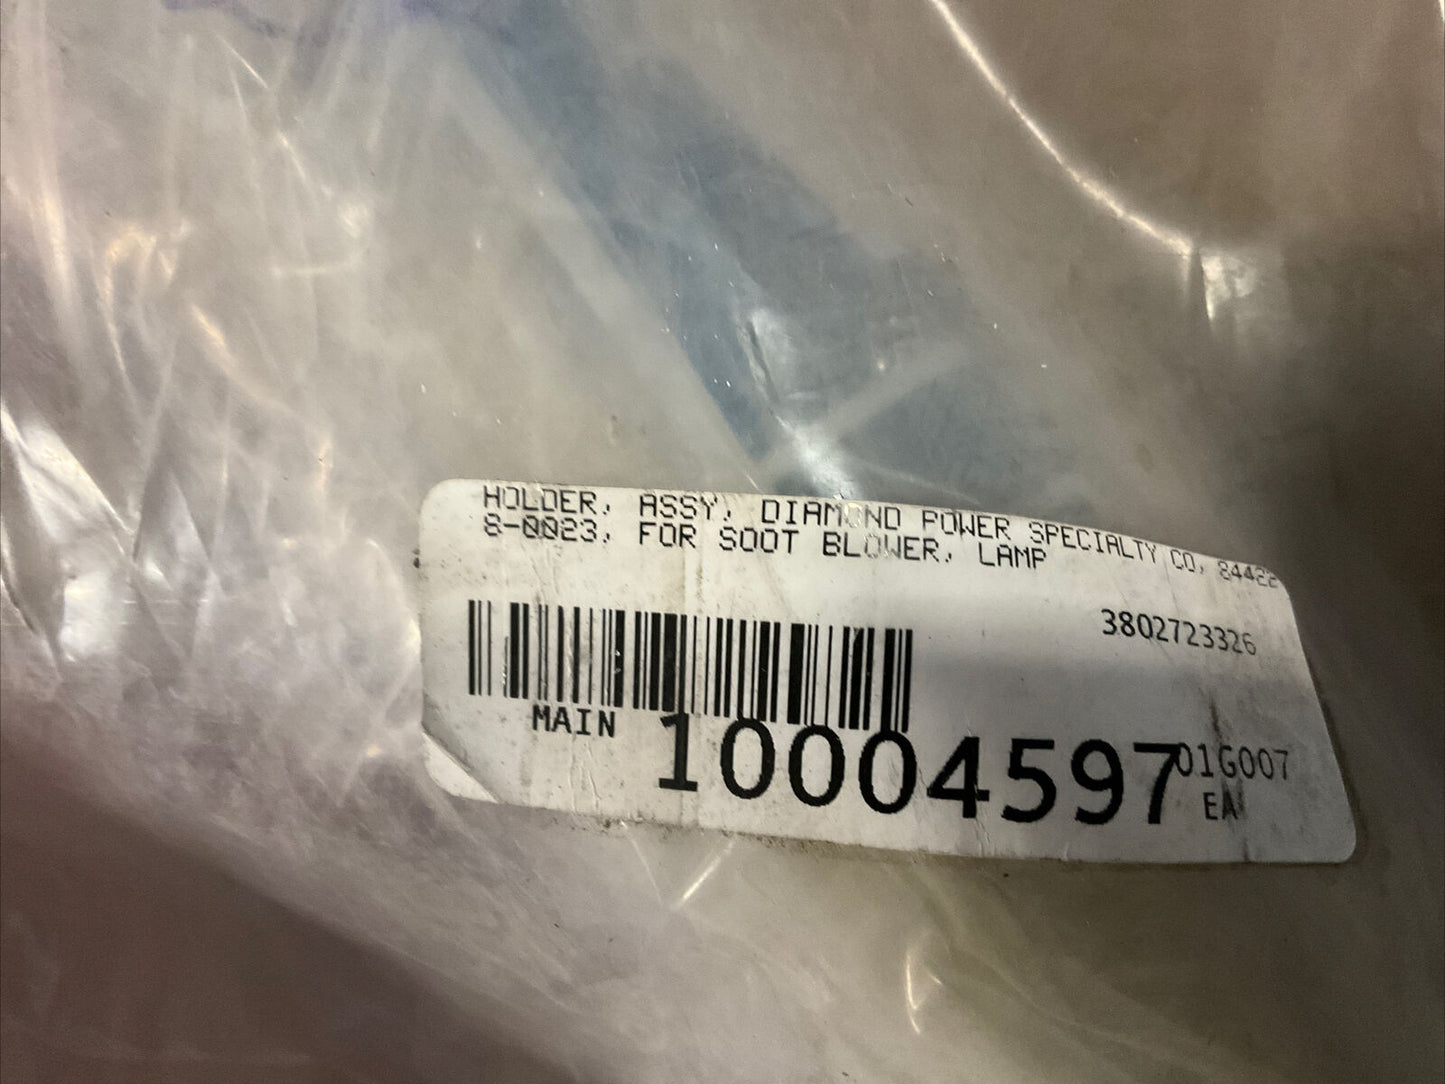 HOLDER, ASSY, DIAMOND POWER SPECIALTY CO, 84422
8-0023, FOR SOOT BLOWER, LAMP
3802723326
MAIN 10004597 01G007
EA